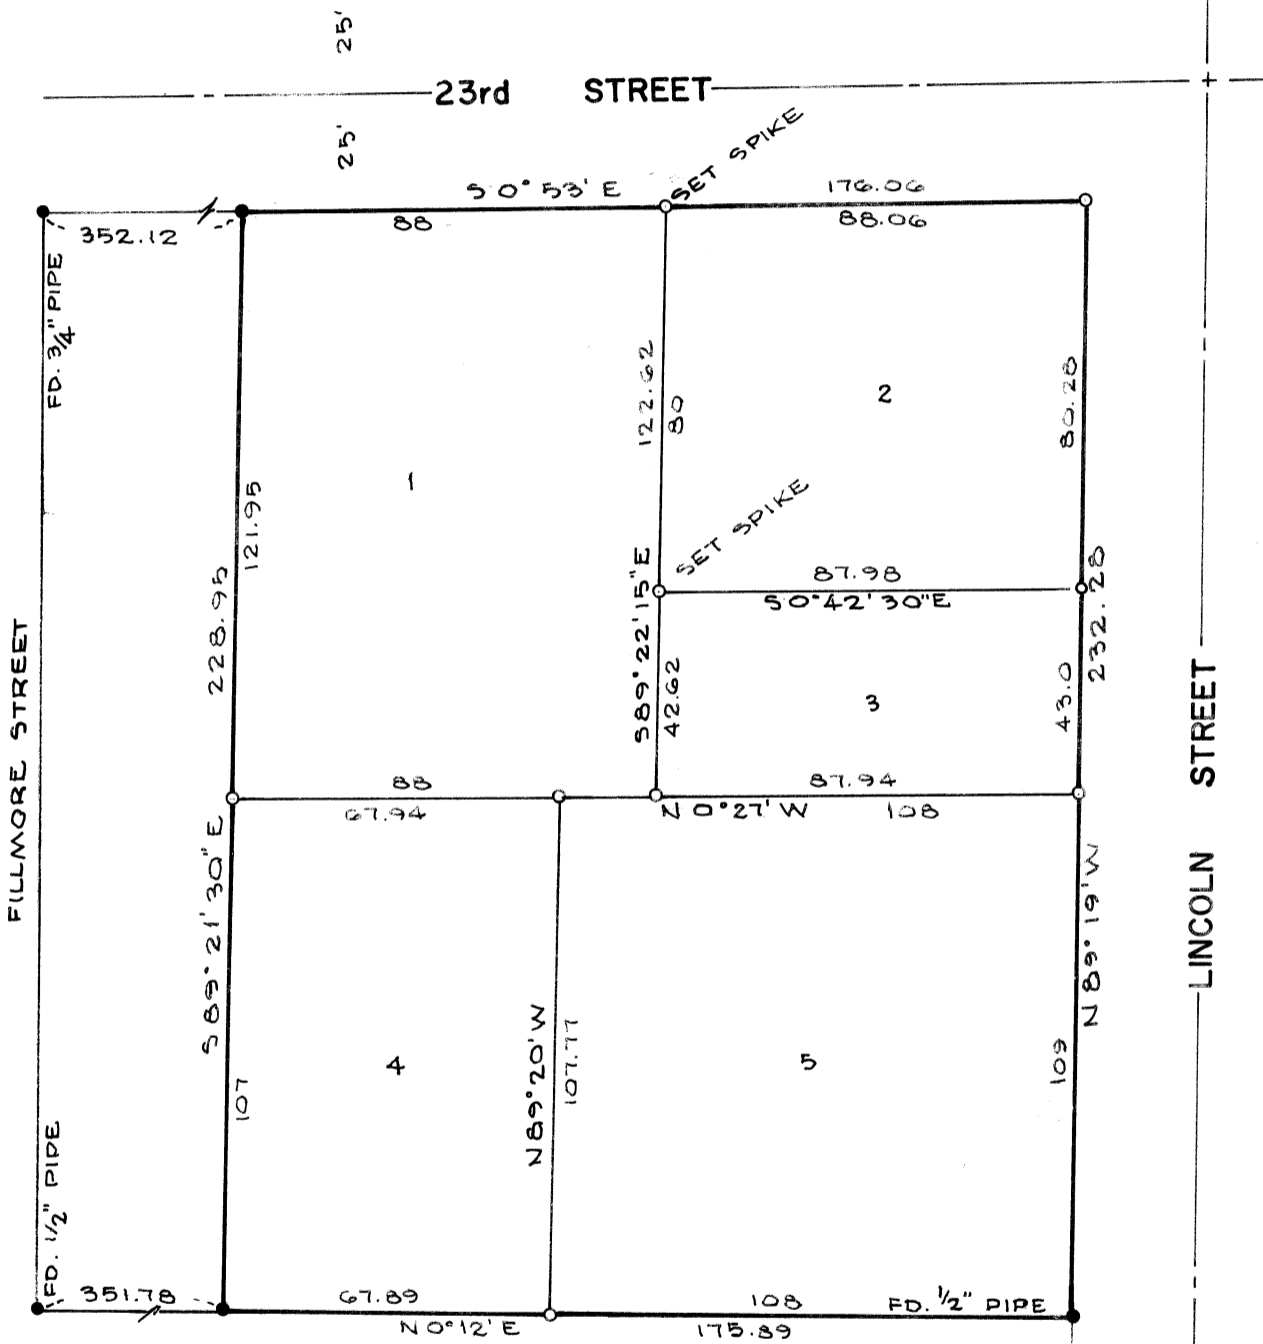 25'
23rd STREET
25'
SET SPIKE
S 0° 53' E
176.06
88
88.06
352.12
FD. 3/4" PIPE
122.62
80
80.28
2
1
121.95
SET SPIKE
87.98
S 0° 42' 30" E
228.95
S 89° 22' 15" E
42.62
232.28
43.0
3
FILLMORE STREET
LINCOLN STREET
88
87.94
67.94
N 0° 27' W
108
S 89° 21' 30" E
N 89° 19' W
107
4
N 89° 20' W
107.77
5
109
FD. 1/2" PIPE
351.78
67.89
108
FD. 1/2" PIPE
N 0° 12' E
175.89